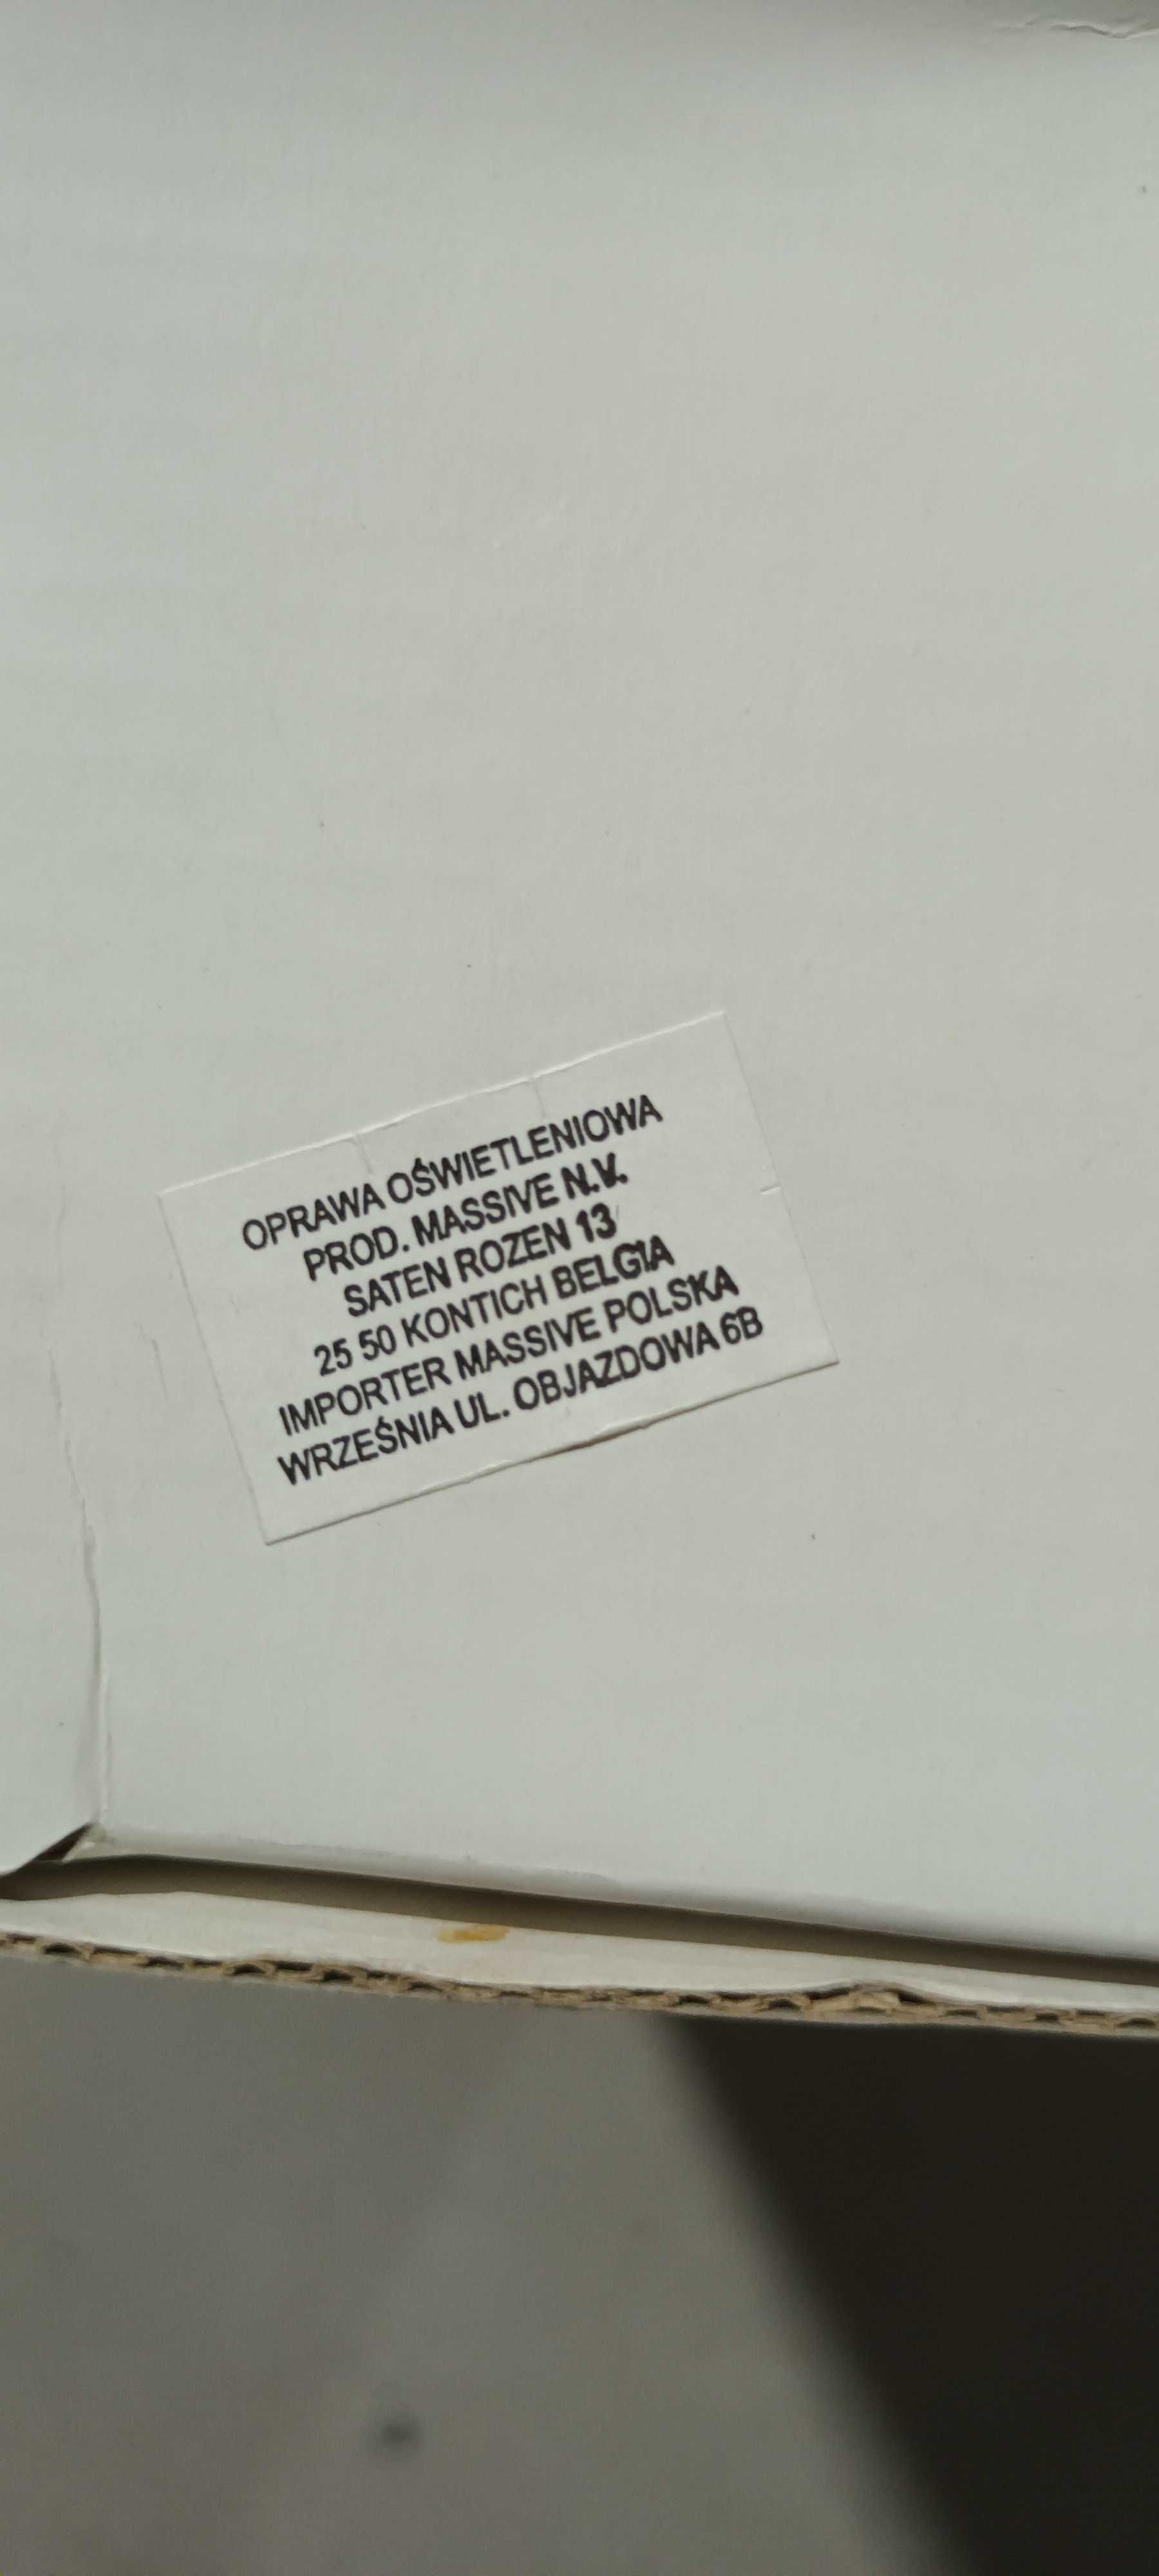 OPRAWA OŚWIETLENIOWA
PROD. MASSIVE N.V.
SATEN ROZEN 13
25 50 KONTICH BELGIA
IMPORTER MASSIVE POLSKA
WRZEŚNIA UL. OBJAZDOWA 6B